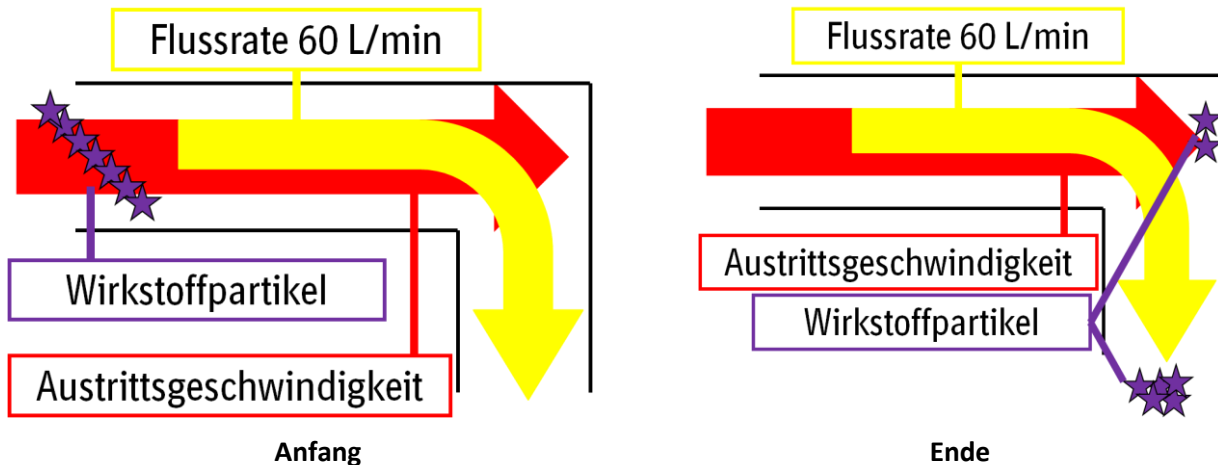 Flussrate 60 L/min
Wirkstoffpartikel
Austrittsgeschwindigkeit
Anfang
Flussrate 60 L/min
Austrittsgeschwindigkeit
Wirkstoffpartikel
Ende